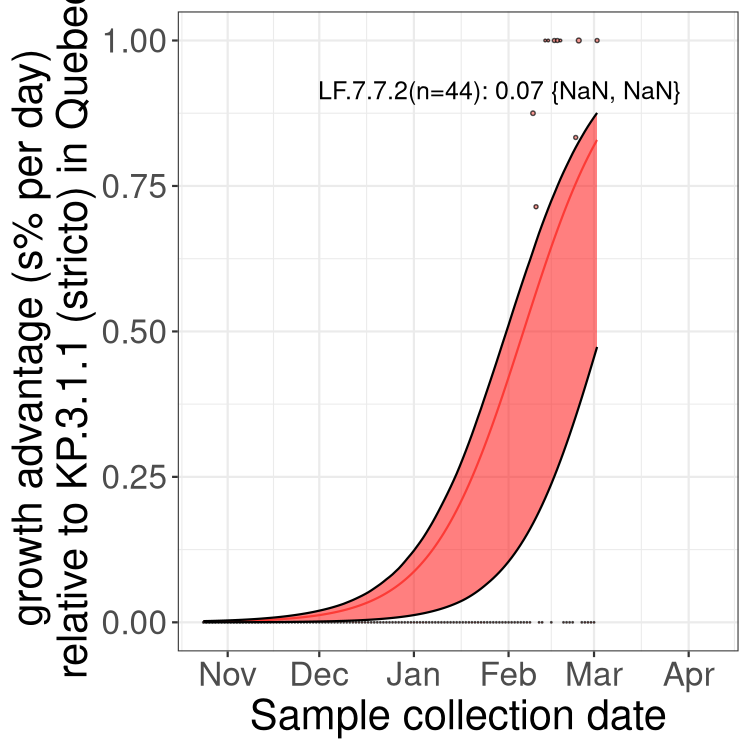 growth advantage (s% per day)
relative to KP.3.1.1 (stricto) in Quebec
1.00
0.75
0.50
0.25
0.00
LF.7.7.2(n=44): 0.07 {NaN, NaN}
Nov Dec Jan Feb Mar Apr
Sample collection date